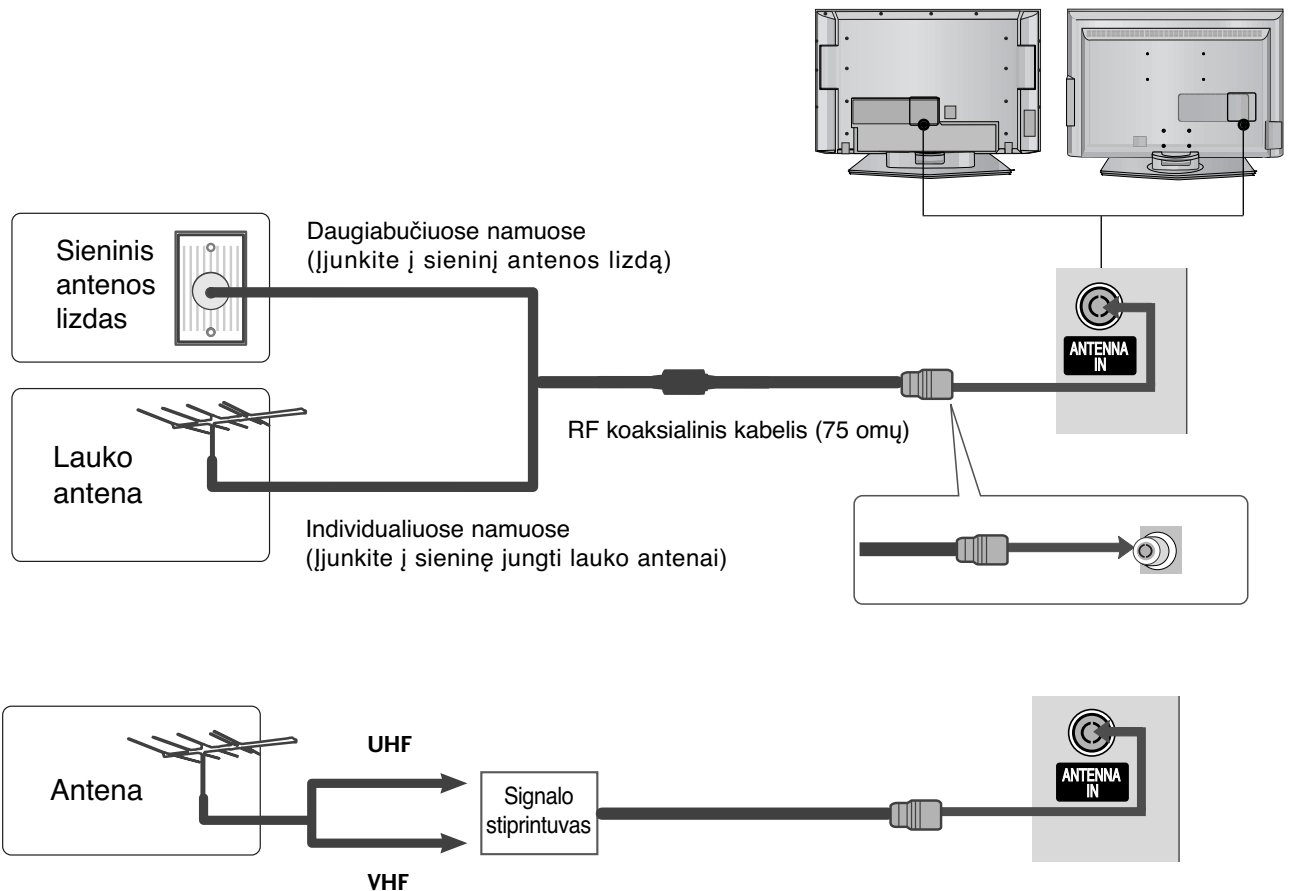 Sieninis
antenos
lizdas
Daugiabučiuose namuose
(Įjunkite į sieninį antenos lizdą)
ANTENNA
IN
RF koaksialinis kabelis (75 omų)
Lauko
antena
Individualiuose namuose
(Įjunkite į sieninę jungti lauko antenai)
Antena
UHF
VHF
Signalo
stiprintuvas
ANTENNA
IN